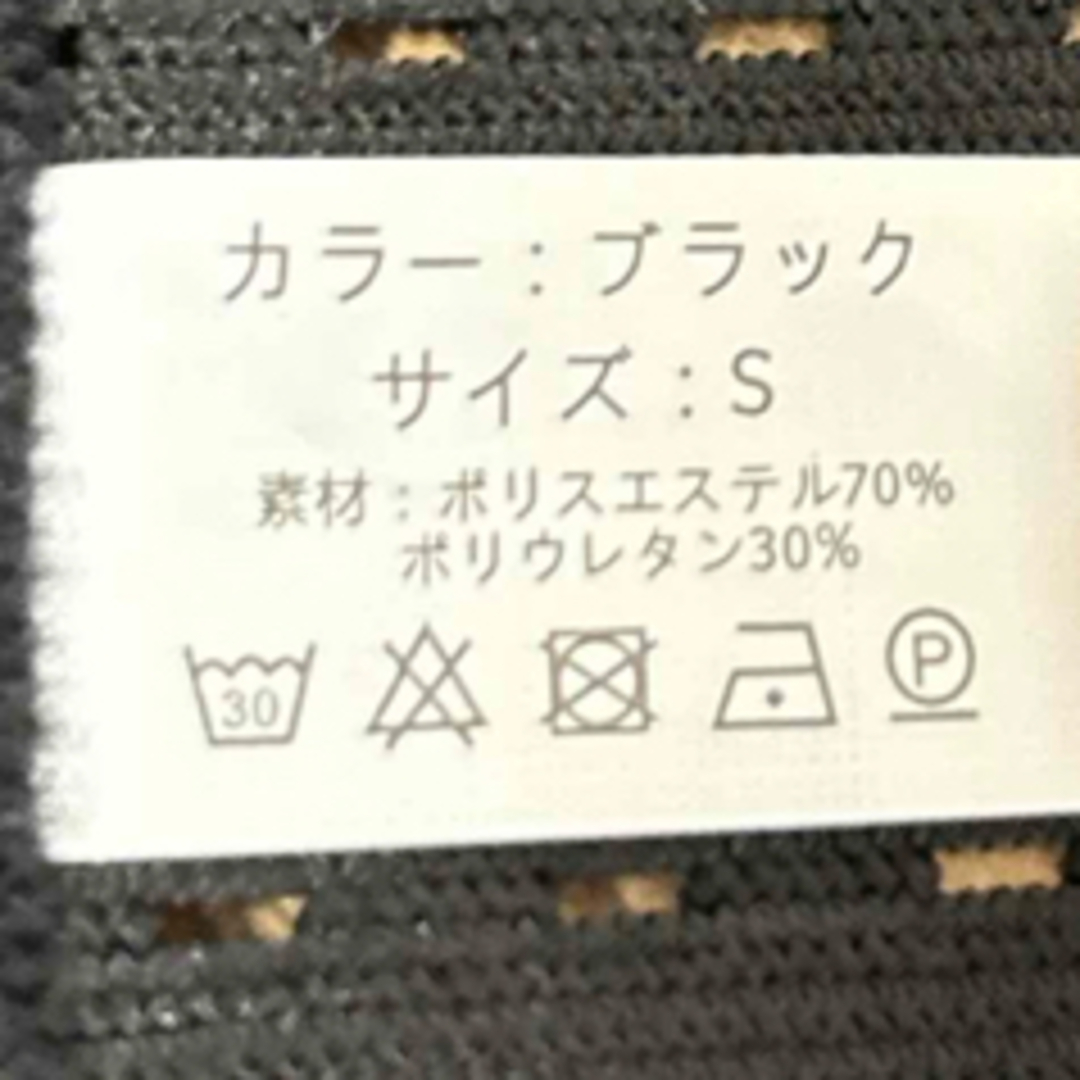 カラー：ブラック
サイズ：S
素材：ポリスエステル70%
ポリウレタン30%
30 P